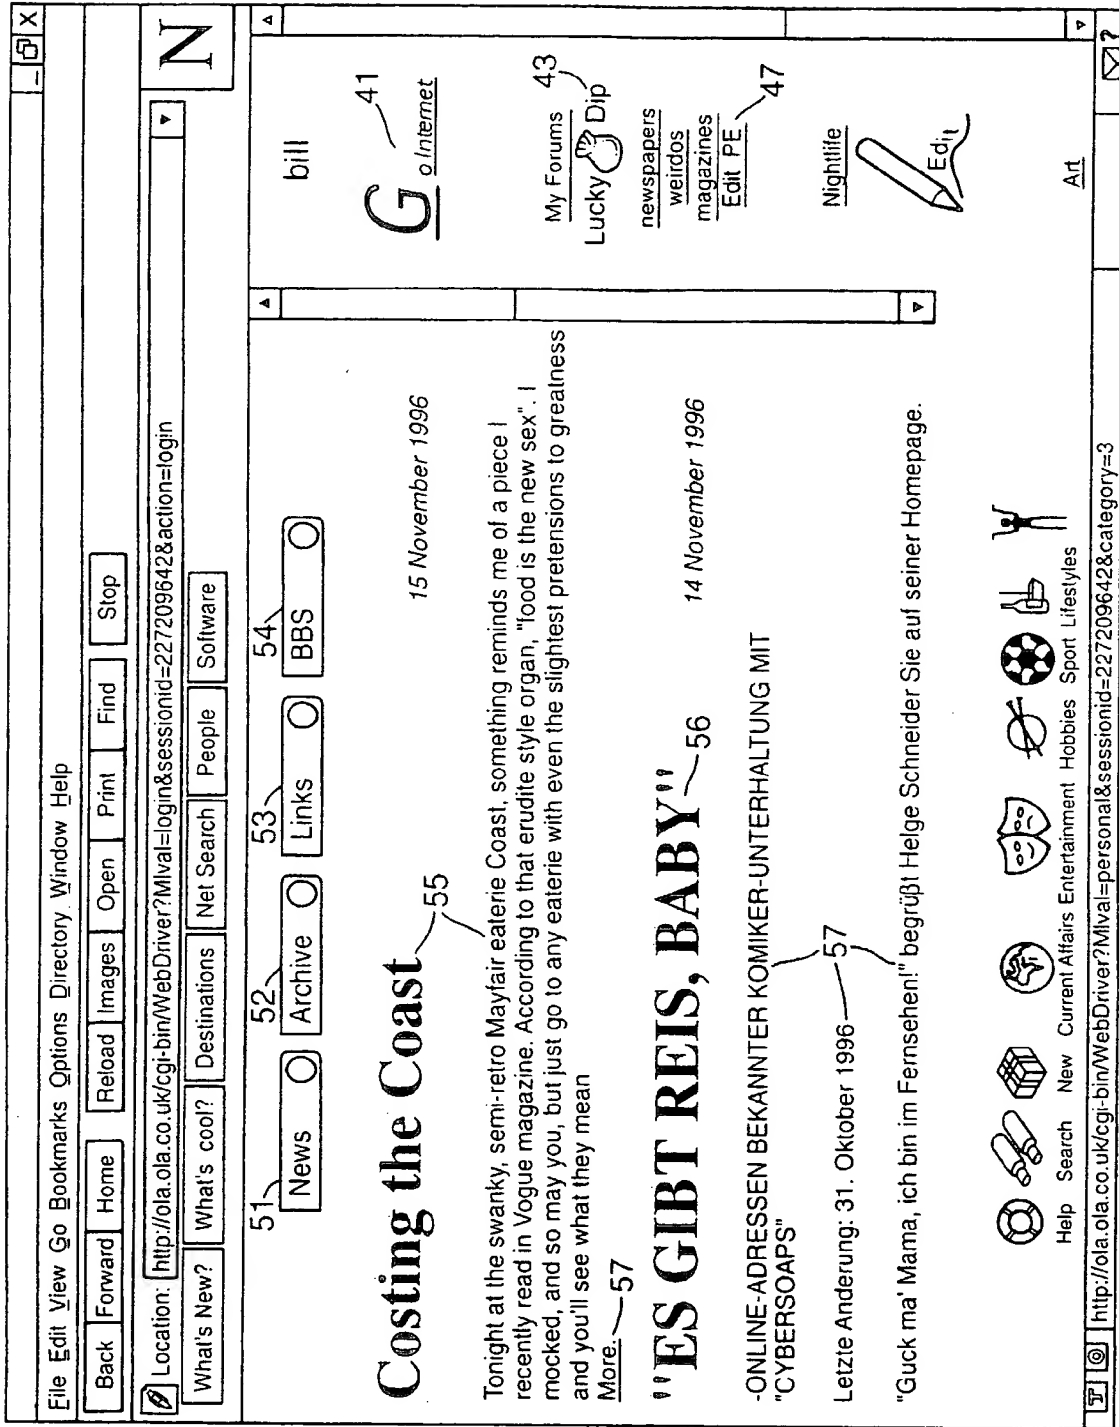 File Edit View Go Bookmarks Options Directory Window Help
Back Forward Home Reload Images Open Print Find Stop
Location: http://ola.ola.co.uk/cgi-bin/WebDriver?MIval=login&sessionid=227209642&action=login
N
What's New? What's cool? Destinations Net Search People Software
51 52 53 54
News Archive Links BBS
Costing the Coast 55
15 November 1996
Tonight at the swanky, semi-retro Mayfair eaterie Coast, something reminds me of a piece I
recently read in Vogue magazine. According to that erudite style organ, "food is the new sex". I
mocked, and so may you, but just go to any eaterie with even the slightest pretensions to greatness
and you'll see what they mean
More. 57
"ES GIBT REIS, BABY" 56
14 November 1996
-ONLINE-ADRESSEN BEKANNTER KOMIKER-UNTERHALTUNG MIT
"CYBERSOAPS"
Letzte Anderung: 31. Oktober 1996 57
"Guck ma' Mama, ich bin im Fernsehen!" begrüßt Helge Schneider Sie auf seiner Homepage.
bill
Go Internet 41
My Forums
Lucky Dip 43
newspapers
weirdos
magazines
Edit PE 47
Nightlife
Edit
Art
Help Search New Current Affairs Entertainment Hobbies Sport Lifestyles
http://ola.ola.co.uk/cgi-bin/WebDriver?MIval=personal&sessionid=227209642&category=3
?